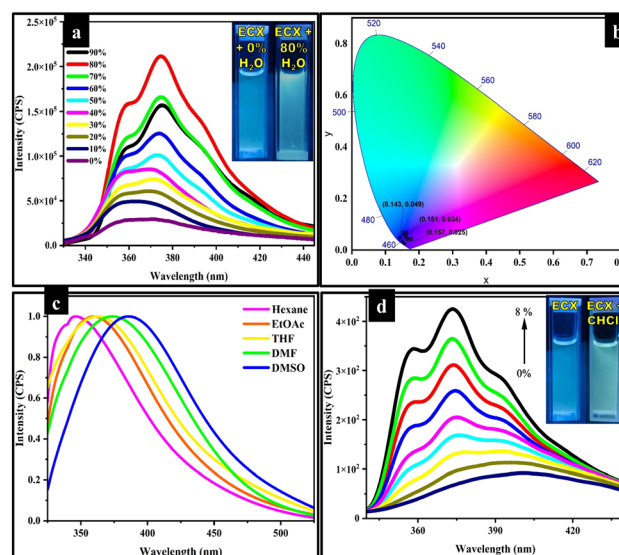 a
ECX
+ 0%
H₂O
ECX +
80%
H₂O
90%
80%
70%
60%
50%
40%
30%
20%
10%
0%
2.5×10⁵
2.0×10⁵
1.5×10⁵
1.0×10⁵
5.0×10⁴
0.0
Intensity (CPS)
340
360
380
400
420
440
Wavelength (nm)
b
520
540
560
580
600
620
500
480
460
0.8
0.6
0.4
0.2
0.0
y
(0.143, 0.049)
(0.151, 0.034)
(0.157, 0.025)
0.0
0.1
0.2
0.3
0.4
0.5
0.6
0.7
0.8
x
c
Hexane
EtOAc
THF
DMF
DMSO
1.0
0.8
0.6
0.4
0.2
0.0
Intensity (CPS)
350
400
450
500
Wavelength (nm)
d
8 %
0%
ECX
ECX +
CHCl
4×10²
3×10²
2×10²
1×10²
0
Intensity (CPS)
360
390
420
Wavelength (nm)